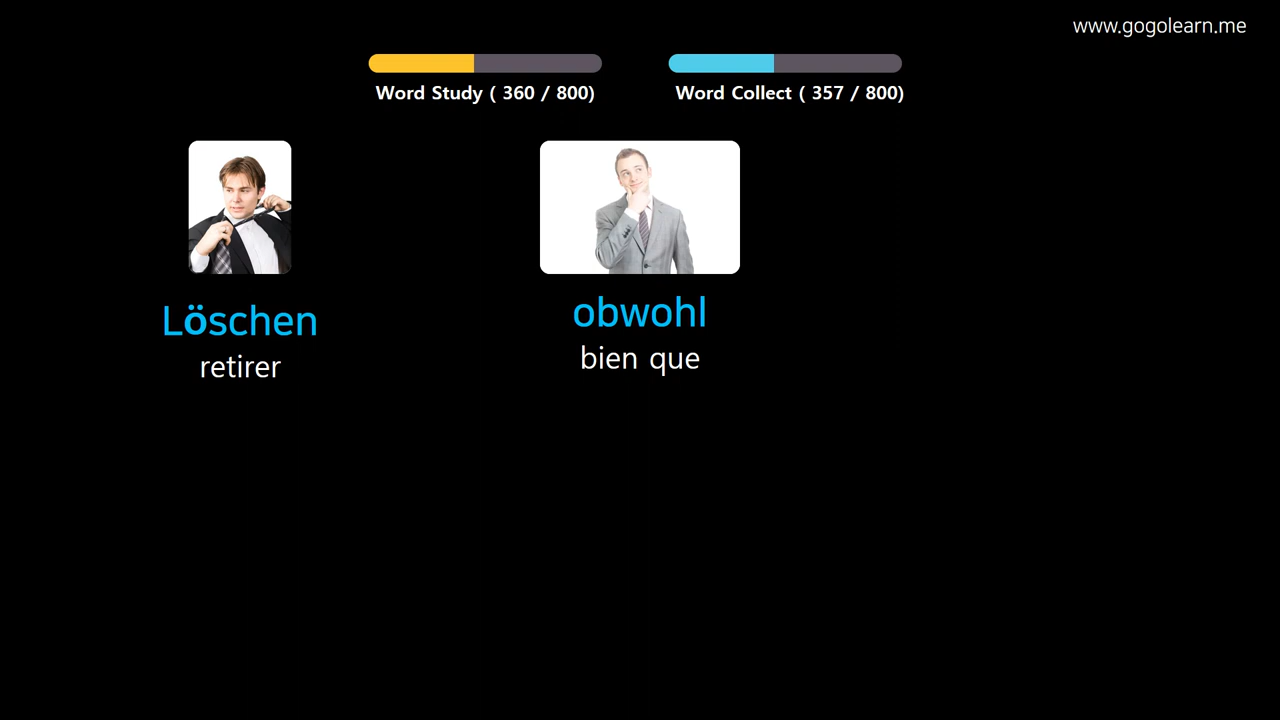 www.gogolearn.me
Word Study ( 360 / 800)
Word Collect ( 357 / 800)
Löschen
retirer
obwohl
bien que